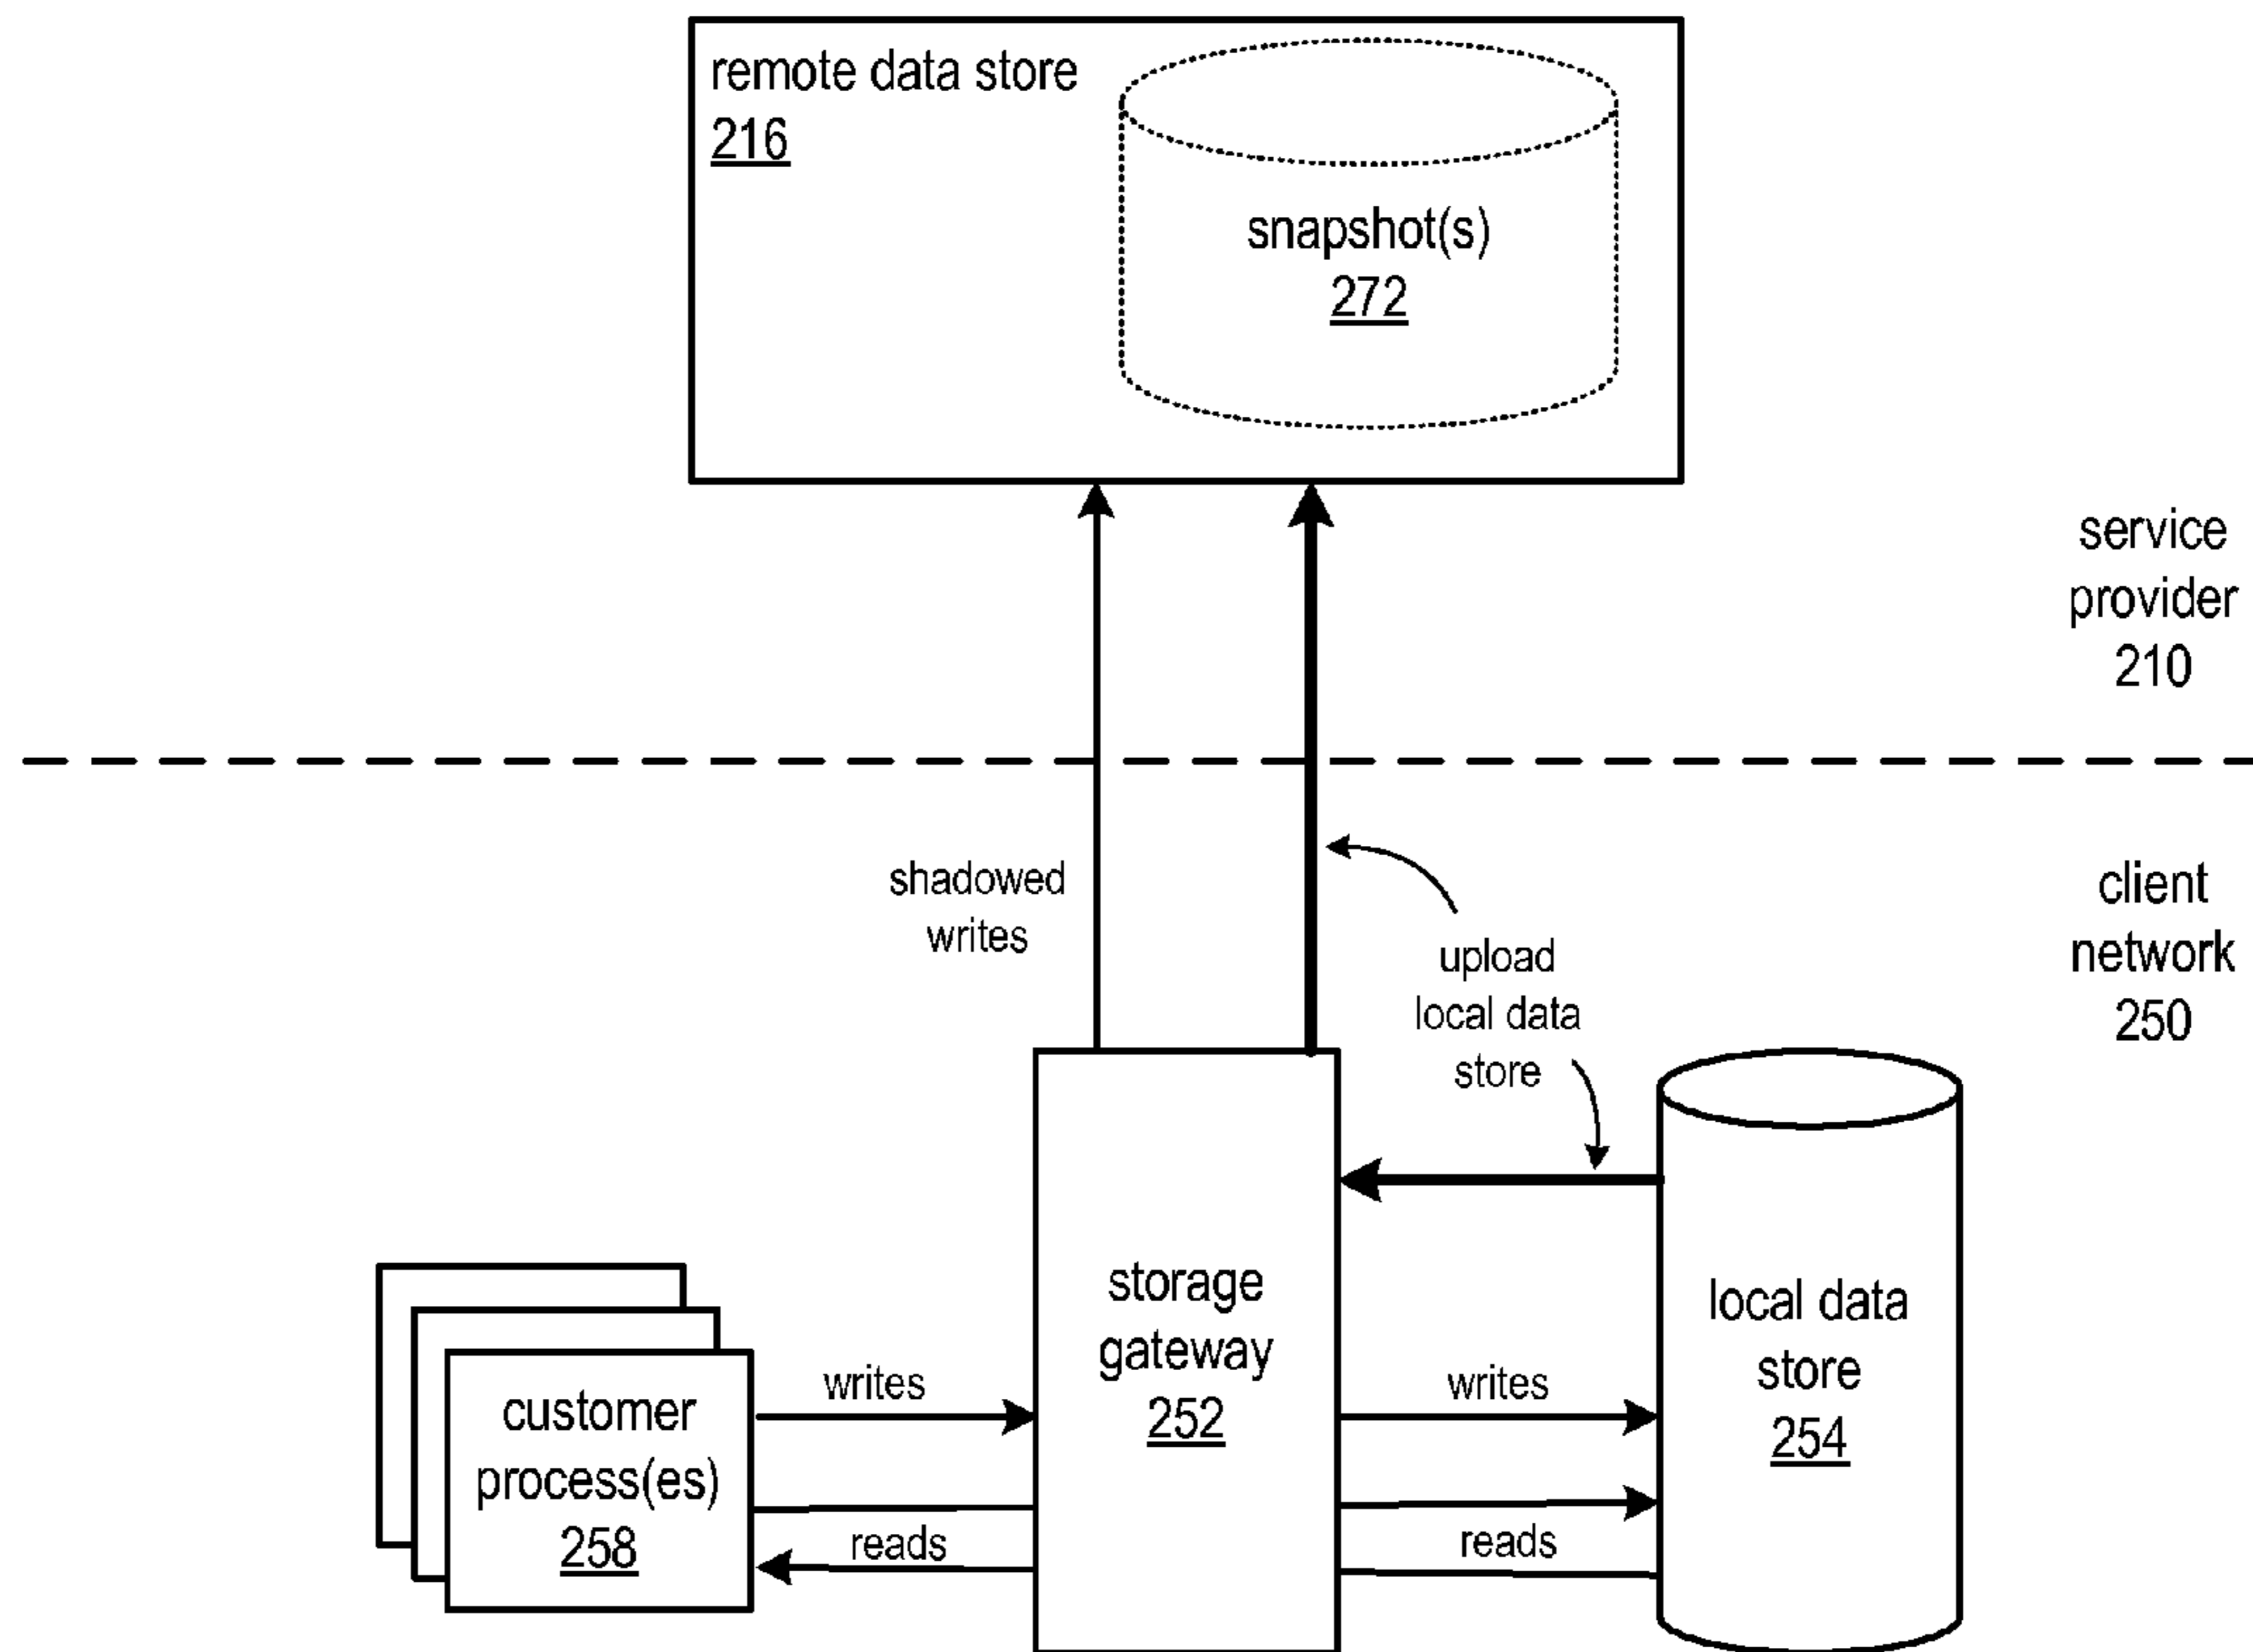 remote data store
216
snapshot(s)
272
service
provider
210
shadowed
writes
upload
local data
store
client
network
250
storage
gateway
252
local data
store
254
customer
process(es)
258
writes
reads
writes
reads